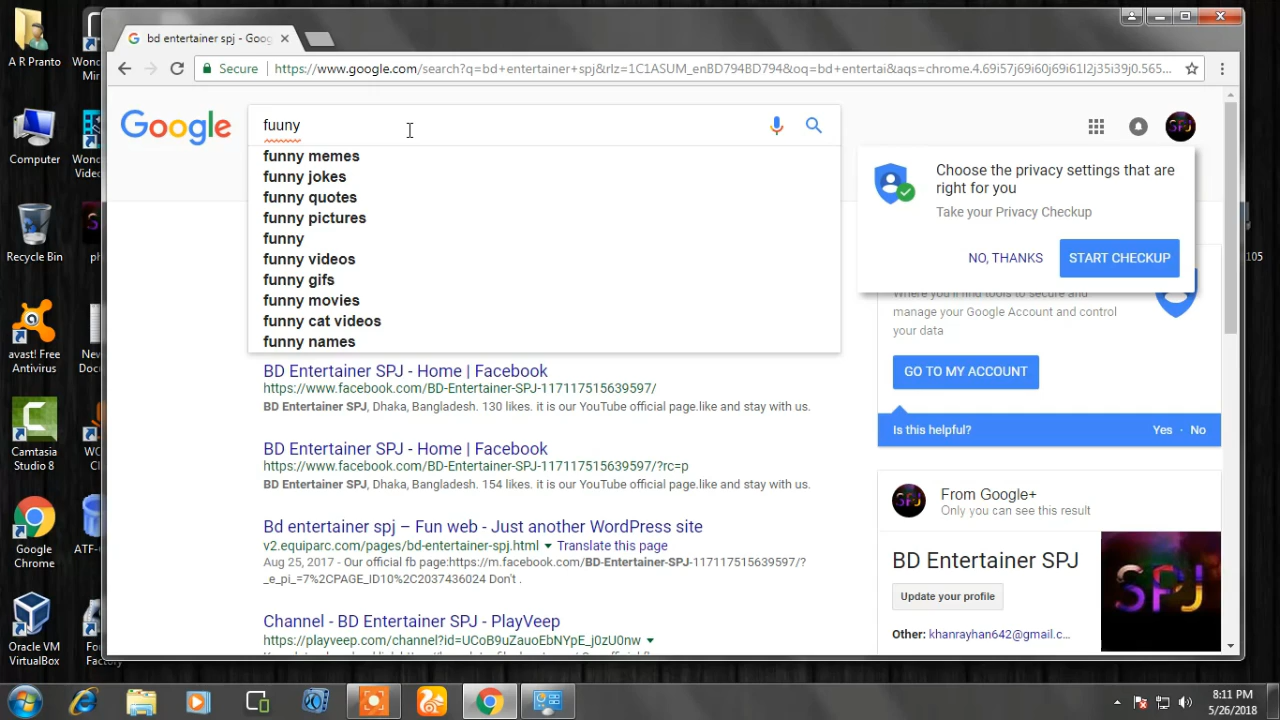 A R Pranto
Computer
Recycle Bin
avast! Free
Antivirus
Camtasia
Studio 8
Google
Chrome
Oracle VM
VirtualBox
bd entertainer spj - Goog
Secure
https://www.google.com/search?q=bd+entertainer+spj&rlz=1C1ASUM_enBD794BD794&oq=bd+entertai&aqs=chrome.4.69i57j69i60j69i61l2j35i39j0.565...
Google
fuuny
funny memes
funny jokes
funny quotes
funny pictures
funny
funny videos
funny gifs
funny movies
funny cat videos
funny names
BD Entertainer SPJ - Home | Facebook
https://www.facebook.com/BD-Entertainer-SPJ-117117515639597/
BD Entertainer SPJ, Dhaka, Bangladesh. 130 likes. it is our YouTube official page.like and stay with us.
BD Entertainer SPJ - Home | Facebook
https://www.facebook.com/BD-Entertainer-SPJ-117117515639597/?rc=p
BD Entertainer SPJ, Dhaka, Bangladesh. 154 likes. it is our YouTube official page.like and stay with us.
Bd entertainer spj – Fun web - Just another WordPress site
v2.equiparc.com/pages/bd-entertainer-spj.html ▼ Translate this page
Aug 25, 2017 - Our official fb page:https://m.facebook.com/BD-Entertainer-SPJ-117117515639597/?
_e_pi_=7%2CPAGE_ID10%2C2037436024 Don't .
Channel - BD Entertainer SPJ - PlayVeep
https://playveep.com/channel?id=UCoB9uZauoEbNYpE_j0zU0nw ▼
SPJ
Choose the privacy settings that are
right for you
Take your Privacy Checkup
NO, THANKS
START CHECKUP
Where you'll find tools to secure and
manage your Google Account and control
your data
GO TO MY ACCOUNT
Is this helpful?
Yes · No
SPJ
From Google+
Only you can see this result
BD Entertainer SPJ
Update your profile
Other: khanrayhan642@gmail.c...
SPJ
105
8:11 PM
5/26/2018